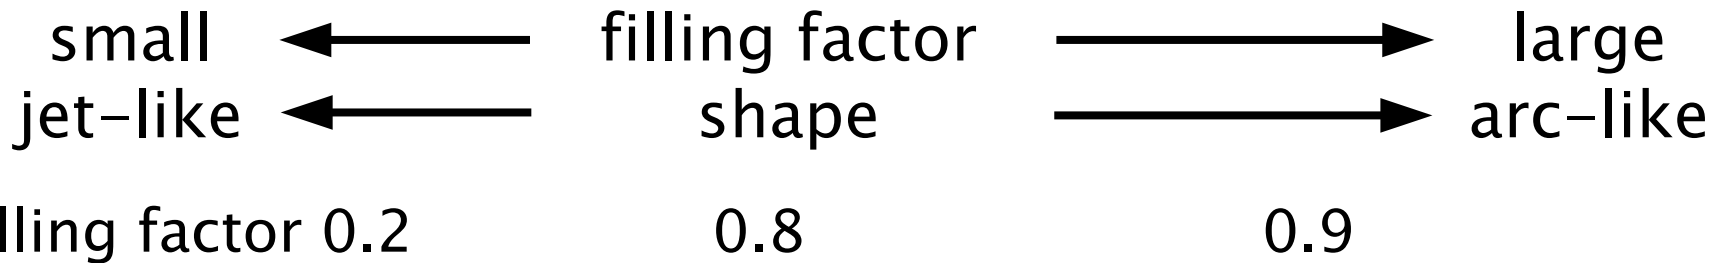 small filling factor large
jet-like shape arc-like
lling factor 0.2 0.8 0.9